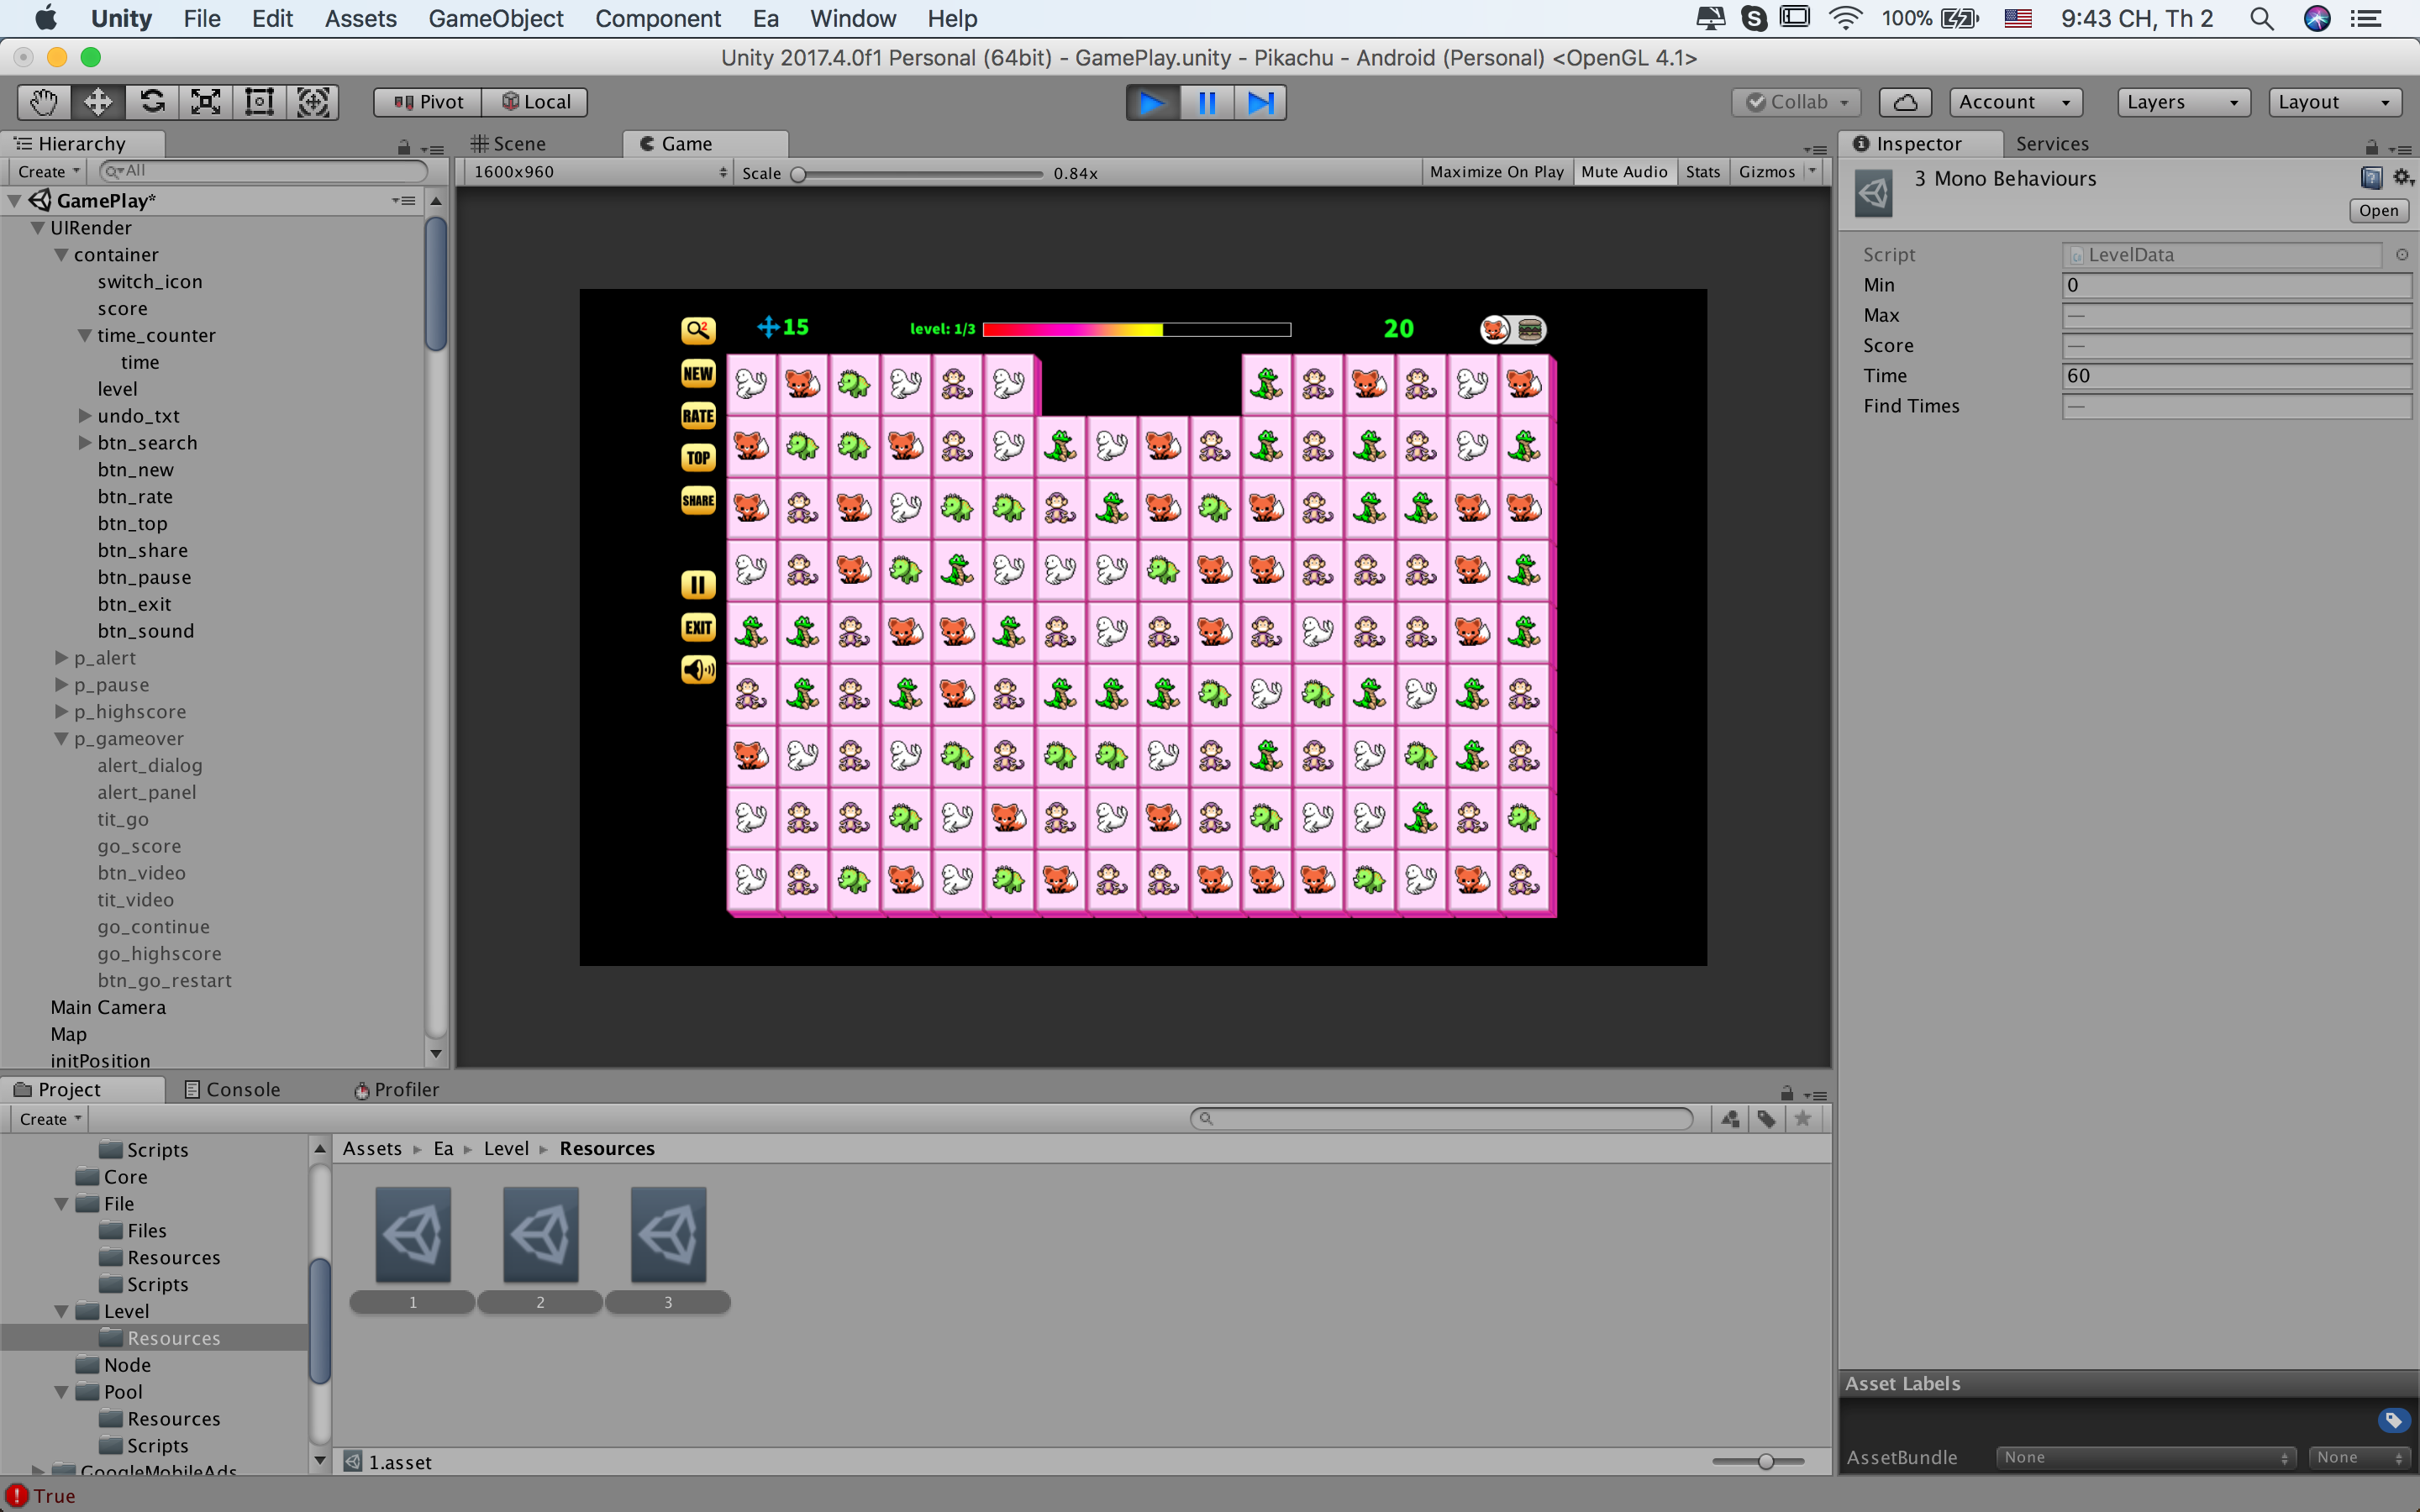 Unity File Edit Assets GameObject Component Ea Window Help 100% 9:43 CH, Th 2
Unity 2017.4.0f1 Personal (64bit) - GamePlay.unity - Pikachu - Android (Personal) <OpenGL 4.1>
Pivot Local Collab Account Layers Layout
Hierarchy
Create All
GamePlay*
UIRender
container
switch_icon
score
time_counter
time
level
undo_txt
btn_search
btn_new
btn_rate
btn_top
btn_share
btn_pause
btn_exit
btn_sound
p_alert
p_pause
p_highscore
p_gameover
alert_dialog
alert_panel
tit_go
go_score
btn_video
tit_video
go_continue
go_highscore
btn_go_restart
Main Camera
Map
initPosition
Scene Game
1600x960 Scale 0.84x Maximize On Play Mute Audio Stats Gizmos
2 15 level: 1/3 20
NEW
RATE
TOP
SHARE
EXIT
Inspector Services
3 Mono Behaviours
Open
Script LevelData
Min 0
Max —
Score —
Time 60
Find Times —
Project Console Profiler
Create
Scripts
Core
File
Files
Resources
Scripts
Level
Resources
Node
Pool
Resources
Scripts
GoogleMobileAds
Assets Ea Level Resources
1 2 3
1.asset
Asset Labels
AssetBundle None None
True